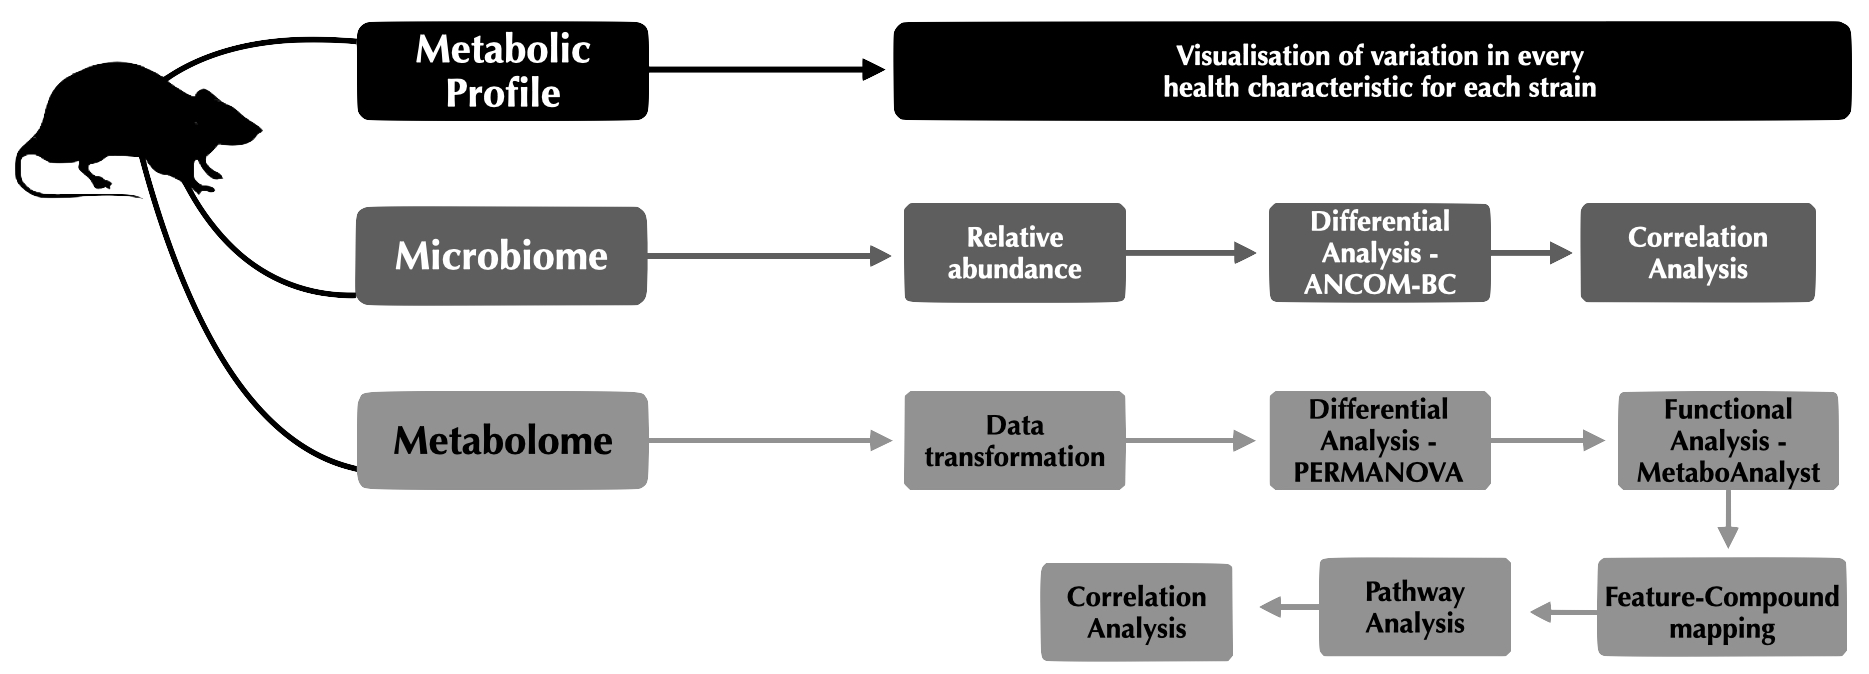 Metabolic
Profile
Visualisation of variation in every
health characteristic for each strain
Microbiome
Relative
abundance
Differential
Analysis -
ANCOM-BC
Correlation
Analysis
Metabolome
Data
transformation
Differential
Analysis -
PERMANOVA
Functional
Analysis -
MetaboAnalyst
Feature-Compound
mapping
Pathway
Analysis
Correlation
Analysis